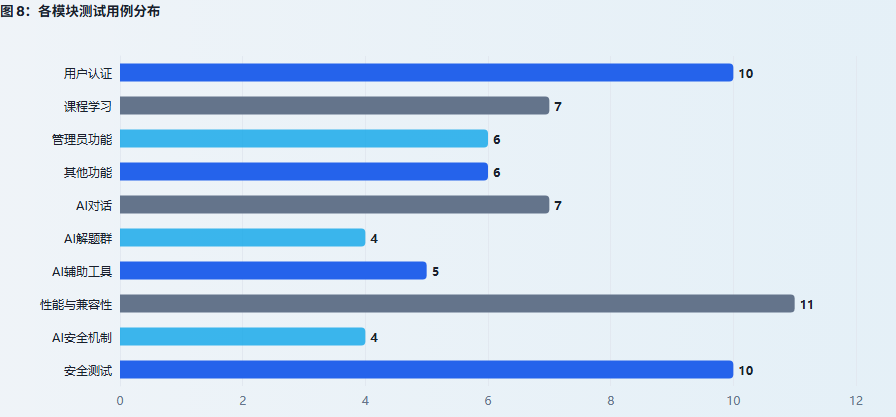 图 8：各模块测试用例分布
用户认证 10
课程学习 7
管理员功能 6
其他功能 6
AI对话 7
AI解题群 4
AI辅助工具 5
性能与兼容性 11
AI安全机制 4
安全测试 10
0 2 4 6 8 10 12